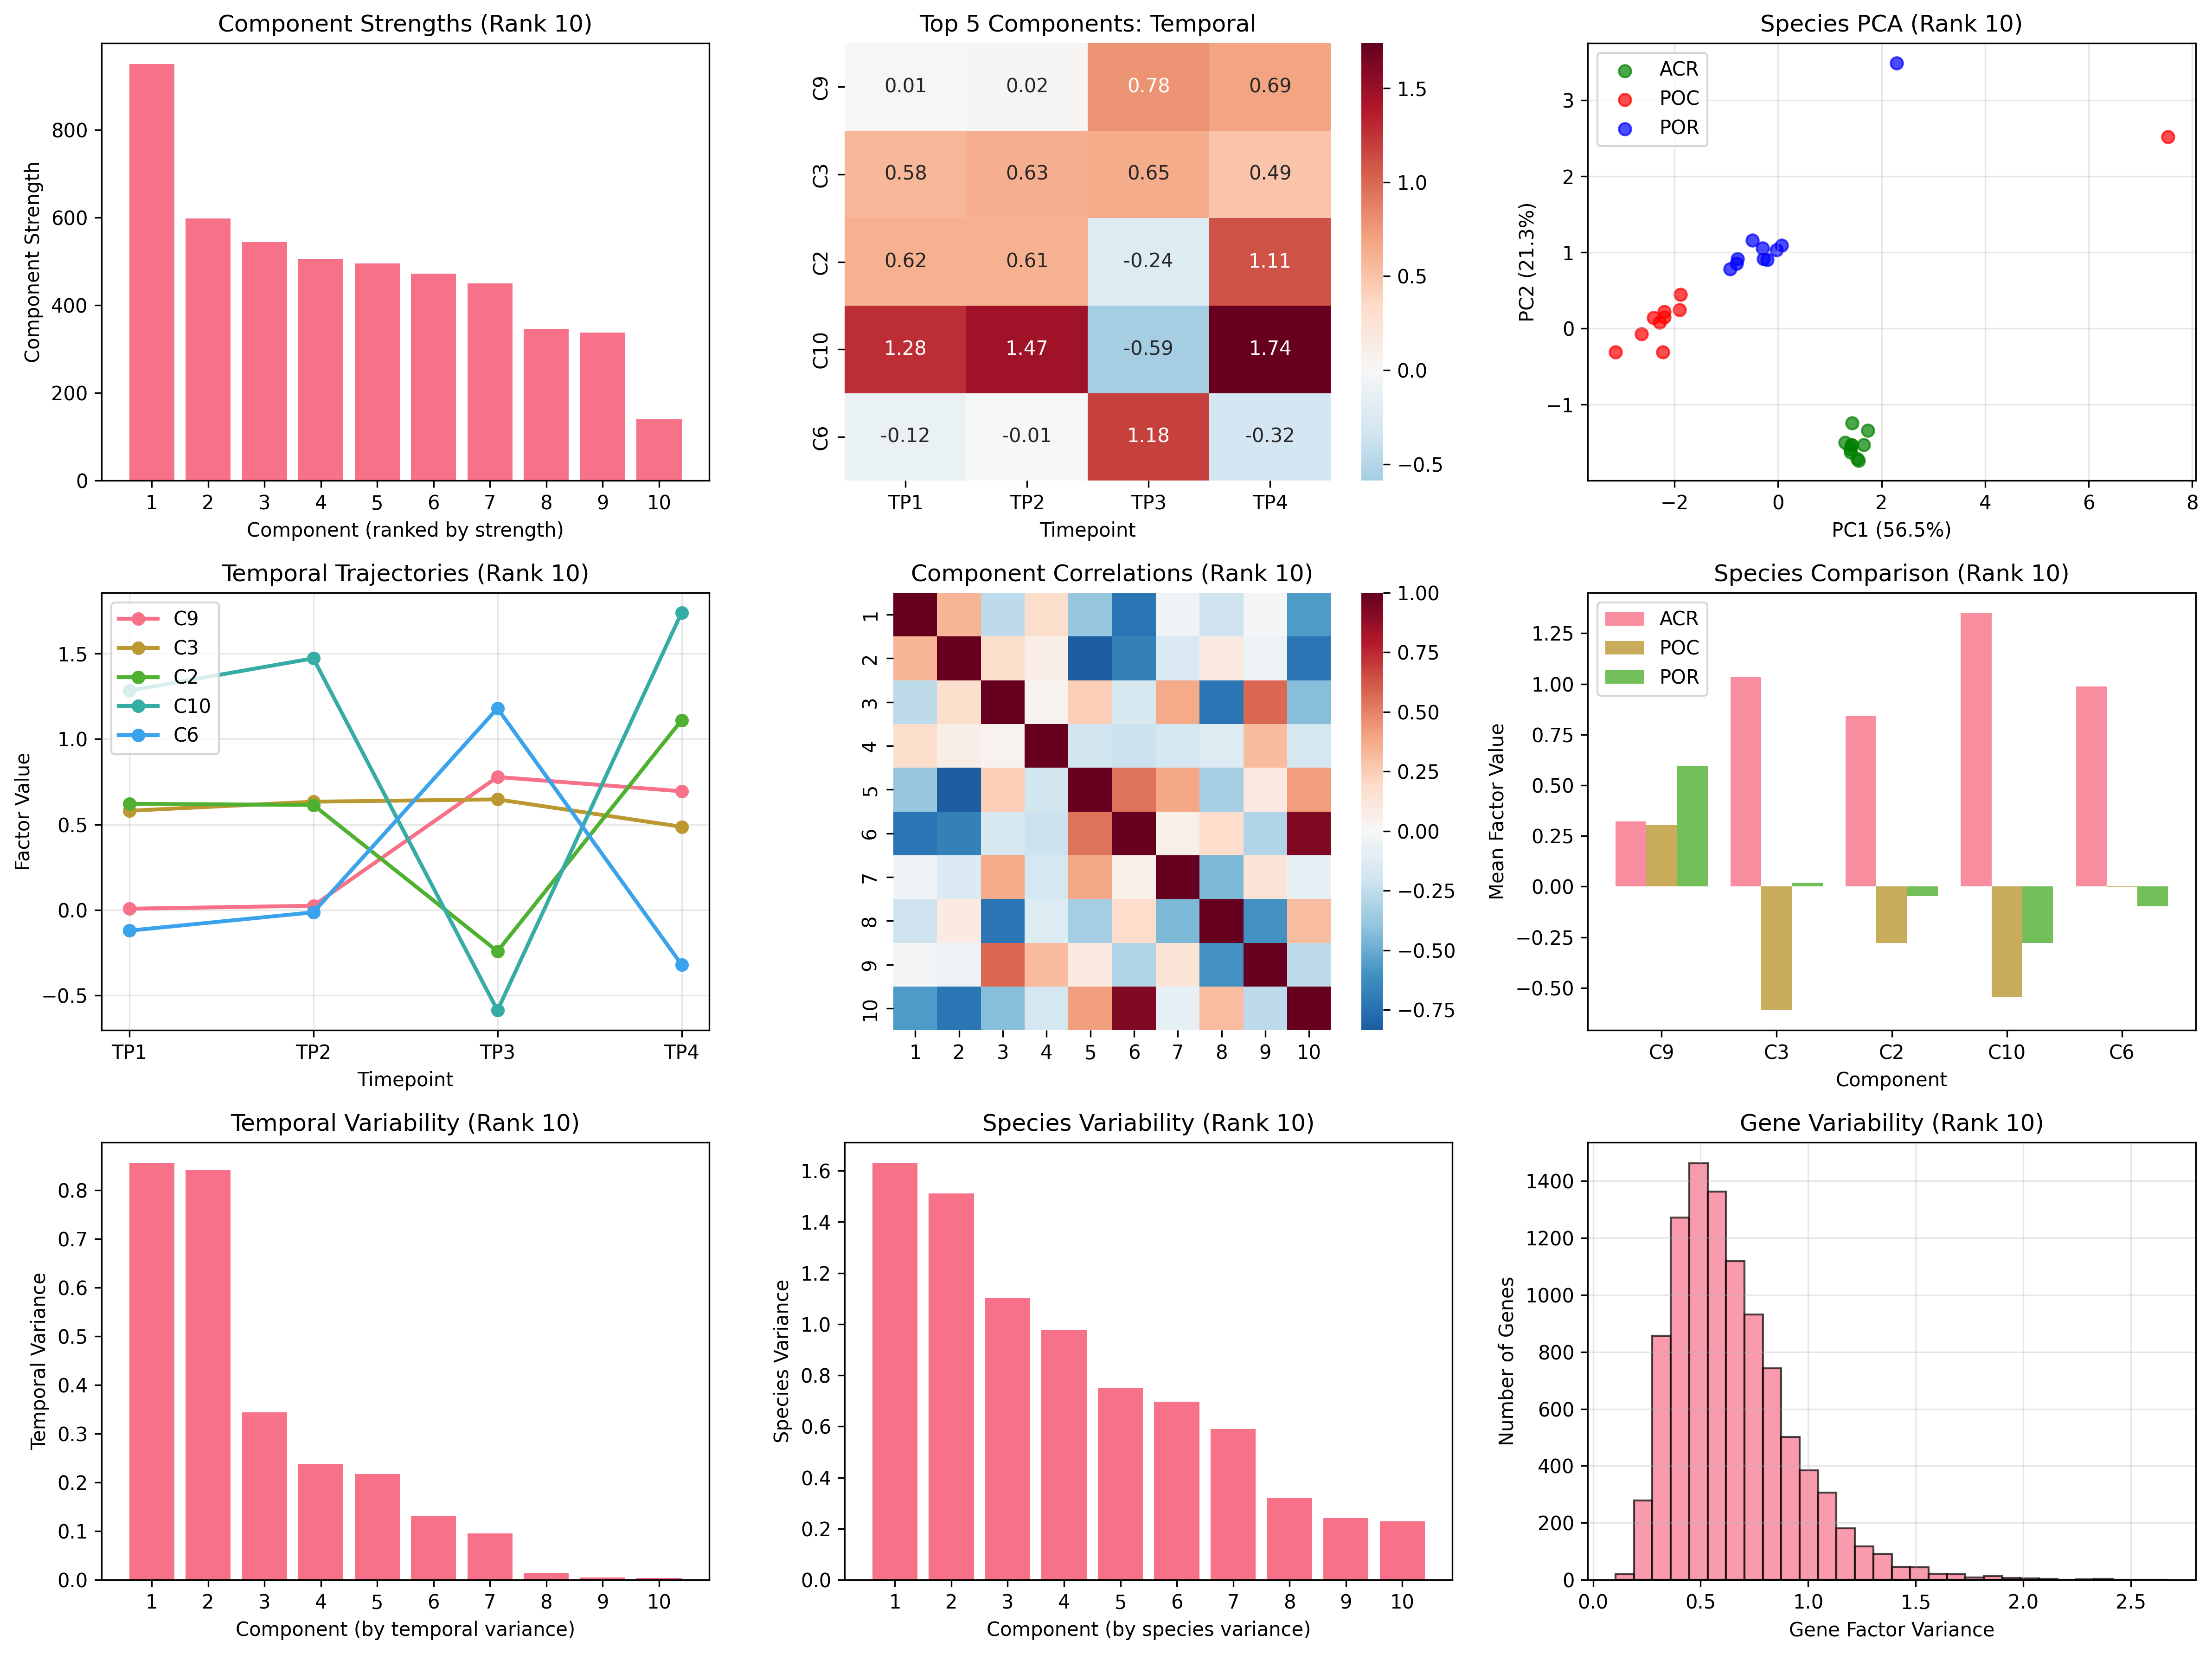 Component Strengths (Rank 10)
Component Strength
800
600
400
200
0
1 2 3 4 5 6 7 8 9 10
Component (ranked by strength)
Top 5 Components: Temporal
C9 0.01 0.02 0.78 0.69
C3 0.58 0.63 0.65 0.49
C2 0.62 0.61 -0.24 1.11
C10 1.28 1.47 -0.59 1.74
C6 -0.12 -0.01 1.18 -0.32
TP1 TP2 TP3 TP4
Timepoint
1.5
1.0
0.5
0.0
−0.5
Species PCA (Rank 10)
ACR
POC
POR
PC2 (21.3%)
3
2
1
0
−1
−2 0 2 4 6 8
PC1 (56.5%)
Temporal Trajectories (Rank 10)
C9
C3
C2
C10
C6
Factor Value
1.5
1.0
0.5
0.0
−0.5
TP1 TP2 TP3 TP4
Timepoint
Component Correlations (Rank 10)
1
2
3
4
5
6
7
8
9
10
1 2 3 4 5 6 7 8 9 10
1.00
0.75
0.50
0.25
0.00
−0.25
−0.50
−0.75
Species Comparison (Rank 10)
ACR
POC
POR
Mean Factor Value
1.25
1.00
0.75
0.50
0.25
0.00
−0.25
−0.50
C9 C3 C2 C10 C6
Component
Temporal Variability (Rank 10)
Temporal Variance
0.8
0.7
0.6
0.5
0.4
0.3
0.2
0.1
0.0
1 2 3 4 5 6 7 8 9 10
Component (by temporal variance)
Species Variability (Rank 10)
Species Variance
1.6
1.4
1.2
1.0
0.8
0.6
0.4
0.2
0.0
1 2 3 4 5 6 7 8 9 10
Component (by species variance)
Gene Variability (Rank 10)
Number of Genes
1400
1200
1000
800
600
400
200
0
0.0 0.5 1.0 1.5 2.0 2.5
Gene Factor Variance